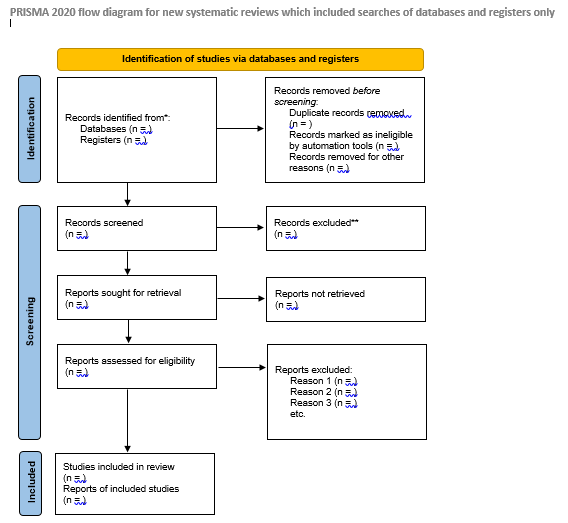 PRISMA 2020 flow diagram for new systematic reviews which included searches of databases and registers only
Identification of studies via databases and registers
Identification
Records identified from*:
Databases (n = )
Registers (n = )
Records removed before
screening:
Duplicate records removed
(n = )
Records marked as ineligible
by automation tools (n = )
Records removed for other
reasons (n = )
Screening
Records screened
(n = )
Records excluded**
(n = )
Reports sought for retrieval
(n = )
Reports not retrieved
(n = )
Reports assessed for eligibility
(n = )
Reports excluded:
Reason 1 (n = )
Reason 2 (n = )
Reason 3 (n = )
etc.
Included
Studies included in review
(n = )
Reports of included studies
(n = )